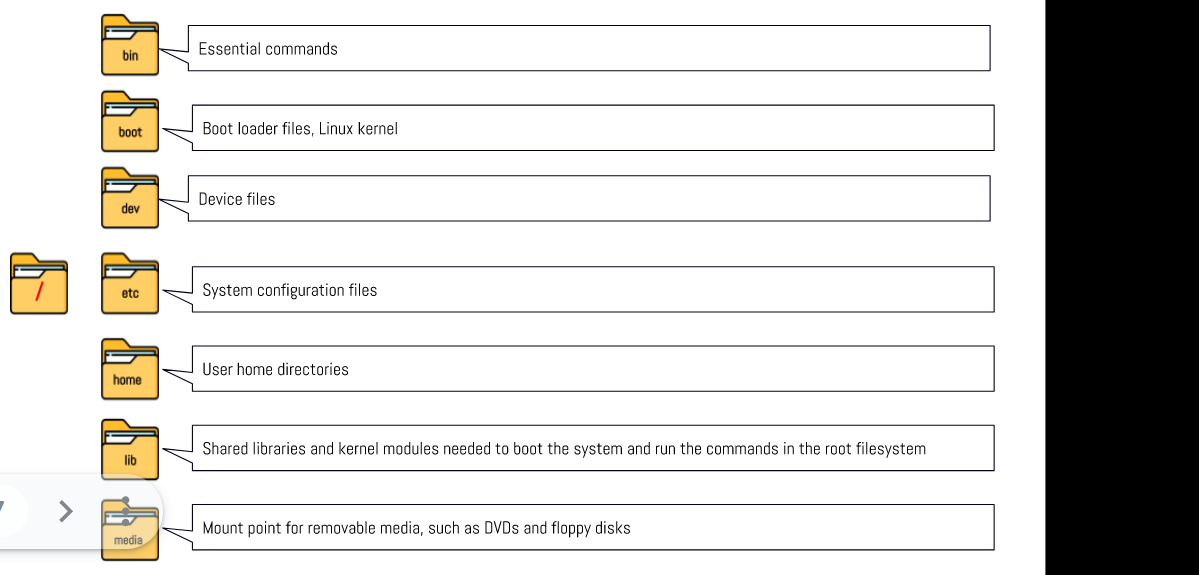 bin
Essential commands
boot
Boot loader files, Linux kernel
dev
Device files
/
etc
System configuration files
home
User home directories
lib
Shared libraries and kernel modules needed to boot the system and run the commands in the root filesystem
media
Mount point for removable media, such as DVDs and floppy disks